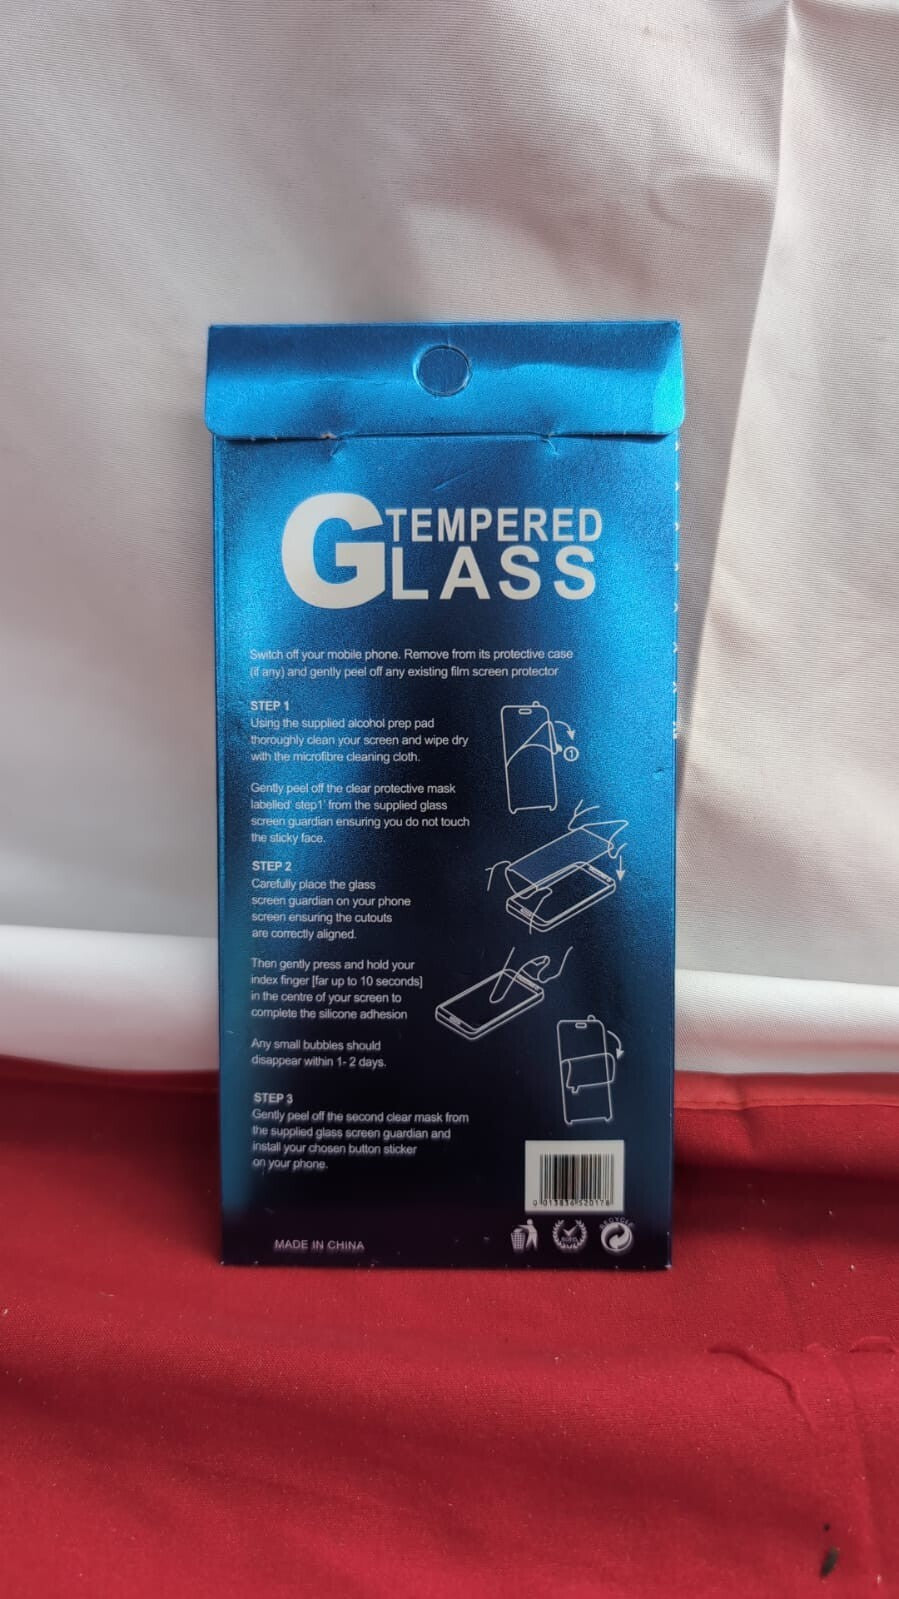 TEMPERED
GLASS
Switch off your mobile phone. Remove from its protective case
(if any) and gently peel off any existing film screen protector
STEP 1
Using the supplied alcohol prep pad
thoroughly clean your screen and wipe dry
with the microfibre cleaning cloth.
Gently peel off the clear protective mask
labelled' step1' from the supplied glass
screen guardian ensuring you do not touch
the sticky face.
1
STEP 2
Carefully place the glass
screen guardian on your phone
screen ensuring the cutouts
are correctly aligned.
Then gently press and hold your
index finger [far up to 10 seconds]
in the centre of your screen to
complete the silicone adhesion
Any small bubbles should
disappear within 1- 2 days.
STEP 3
Gently peel off the second clear mask from
the supplied glass screen guardian and
install your chosen button sticker
on your phone.
0 013836 520178
MADE IN CHINA
RoHS
RECYCLE